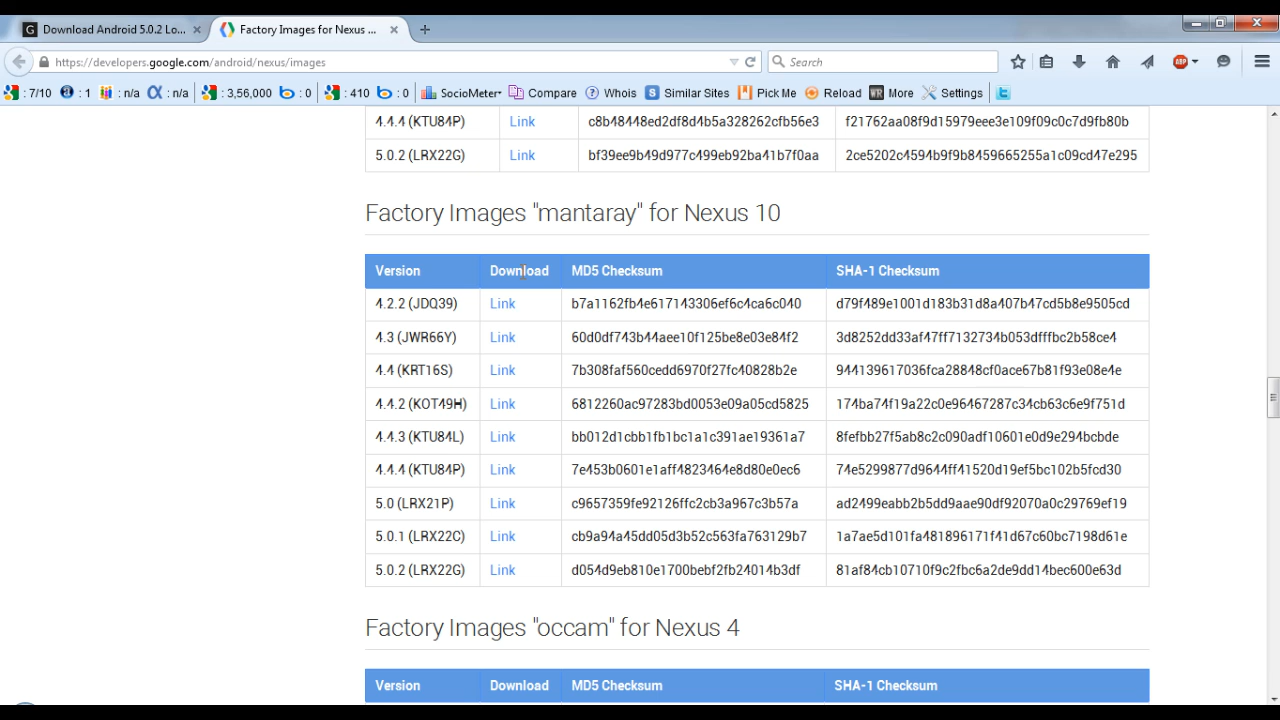 Download Android 5.0.2 Lo...
Factory Images for Nexus ...
https://developers.google.com/android/nexus/images
Search
ABP
: 7/10 : 1 : n/a : n/a : 3,56,000 : 0 : 410 : 0 SocioMeter Compare Whois Similar Sites Pick Me Reload More Settings
4.4.4 (KTU84P) Link c8b48448ed2df8d4b5a328262cfb56e3 f21762aa08f9d15979eee3e109f09c0c7d9fb80b
5.0.2 (LRX22G) Link bf39ee9b49d977c499eb92ba41b7f0aa 2ce5202c4594b9f9b8459665255a1c09cd47e295
Factory Images "mantaray" for Nexus 10
Version Download MD5 Checksum SHA-1 Checksum
4.2.2 (JDQ39) Link b7a1162fb4e617143306ef6c4ca6c040 d79f489e1001d183b31d8a407b47cd5b8e9505cd
4.3 (JWR66Y) Link 60d0df743b44aee10f125be8e03e84f2 3d8252dd33af47ff7132734b053dfffbc2b58ce4
4.4 (KRT16S) Link 7b308faf560cedd6970f27fc40828b2e 944139617036fca28848cf0ace67b81f93e08e4e
4.4.2 (KOT49H) Link 6812260ac97283bd0053e09a05cd5825 174ba74f19a22c0e96467287c34cb63c6e9f751d
4.4.3 (KTU84L) Link bb012d1cbb1fb1bc1a1c391ae19361a7 8fefbb27f5ab8c2c090adf10601e0d9e294bcbde
4.4.4 (KTU84P) Link 7e453b0601e1aff4823464e8d80e0ec6 74e5299877d9644ff41520d19ef5bc102b5fcd30
5.0 (LRX21P) Link c9657359fe92126ffc2cb3a967c3b57a ad2499eabb2b5dd9aae90df92070a0c29769ef19
5.0.1 (LRX22C) Link cb9a94a45dd05d3b52c563fa763129b7 1a7ae5d101fa481896171f41d67c60bc7198d61e
5.0.2 (LRX22G) Link d054d9eb810e1700bebf2fb24014b3df 81af84cb10710f9c2fbc6a2de9dd14bec600e63d
Factory Images "occam" for Nexus 4
Version Download MD5 Checksum SHA-1 Checksum